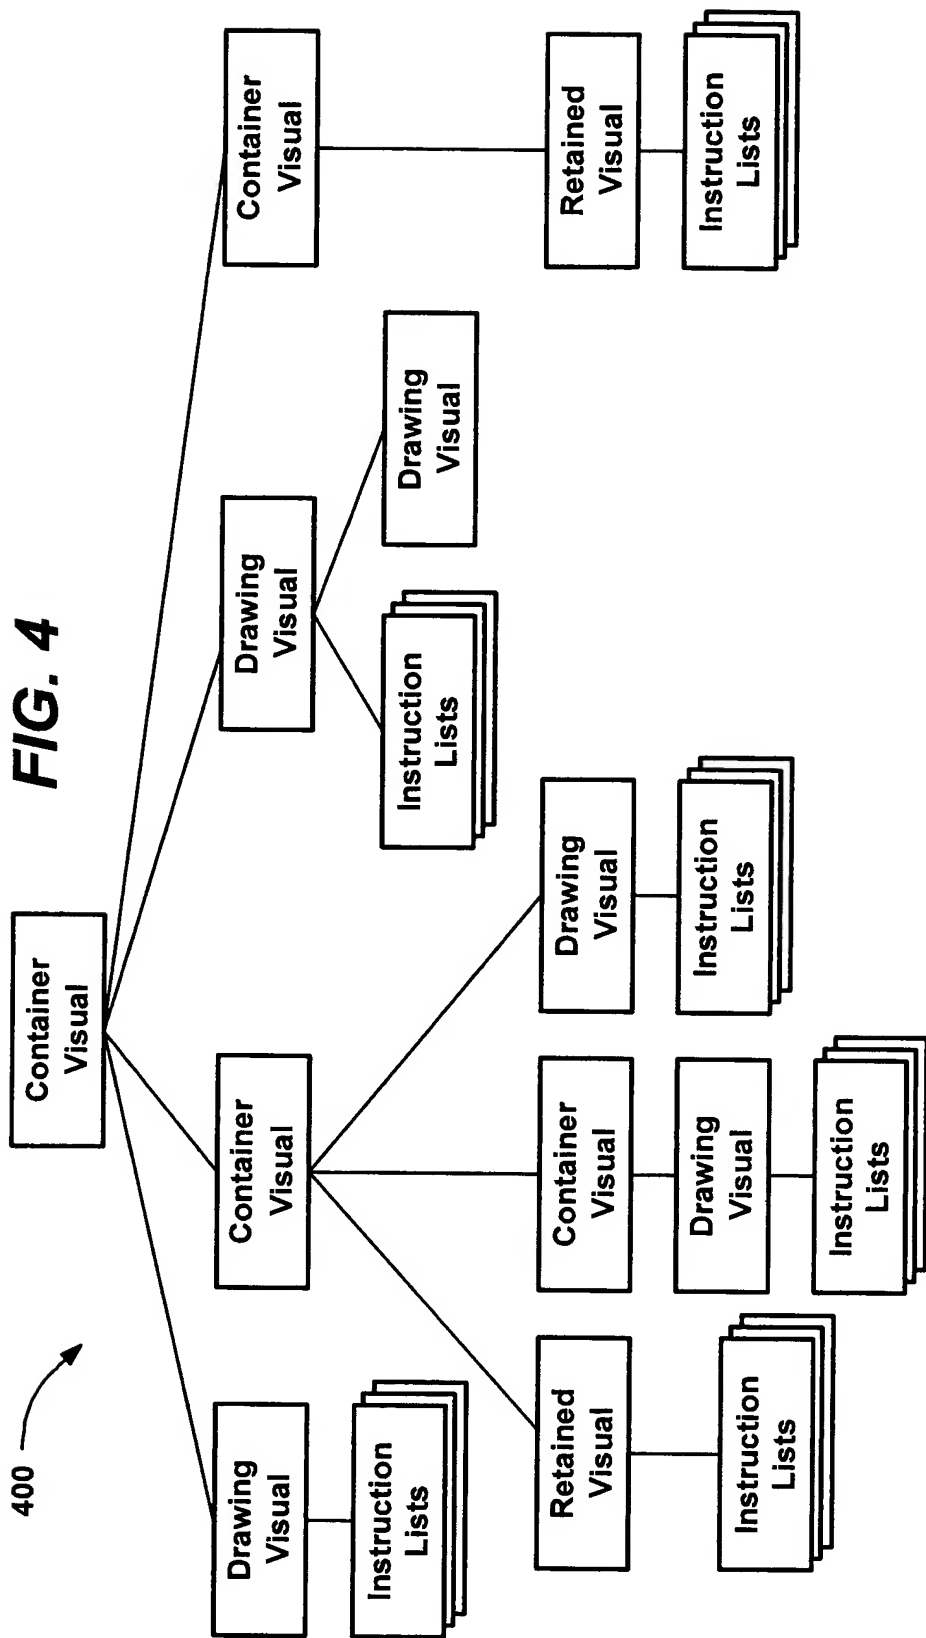 FIG. 4
400
Container
Visual
Drawing
Visual
Container
Visual
Drawing
Visual
Container
Visual
Instruction
Lists
Instruction
Lists
Drawing
Visual
Retained
Visual
Container
Visual
Drawing
Visual
Retained
Visual
Instruction
Lists
Drawing
Visual
Instruction
Lists
Instruction
Lists
Instruction
Lists